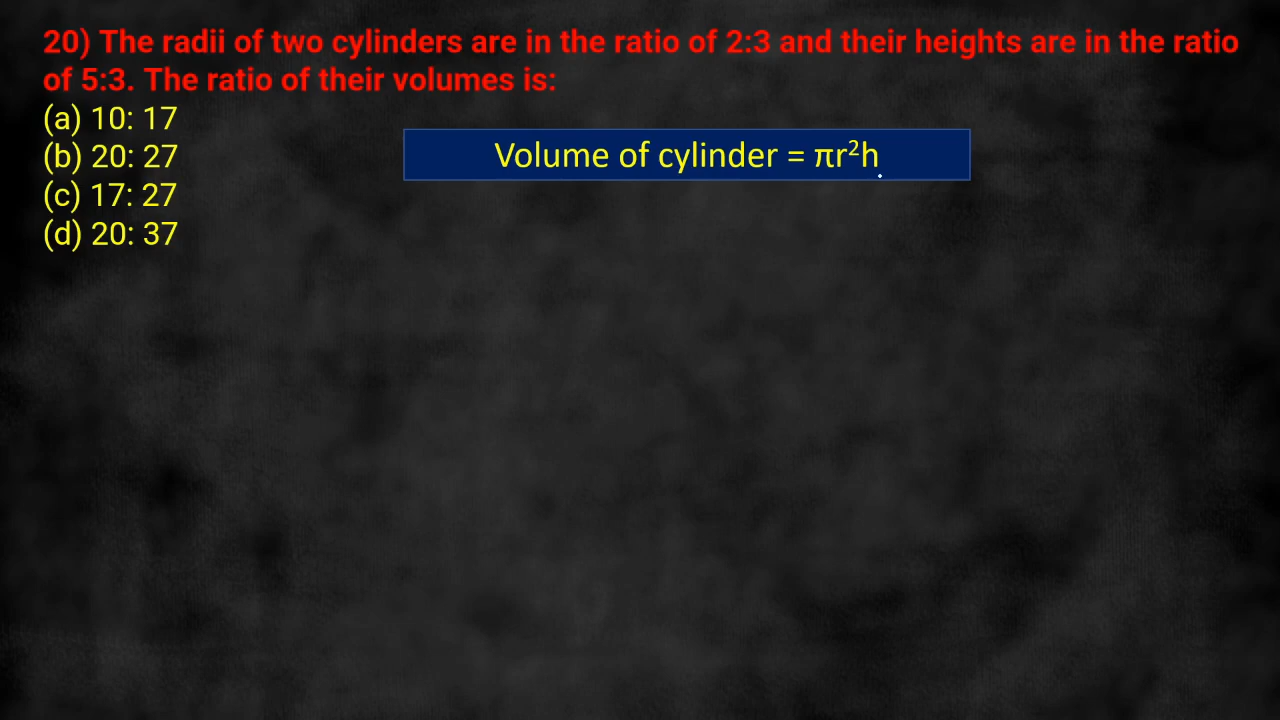 20) The radii of two cylinders are in the ratio of 2:3 and their heights are in the ratio
of 5:3. The ratio of their volumes is:
(a) 10: 17
(b) 20: 27
(c) 17: 27
(d) 20: 37
Volume of cylinder = πr²h